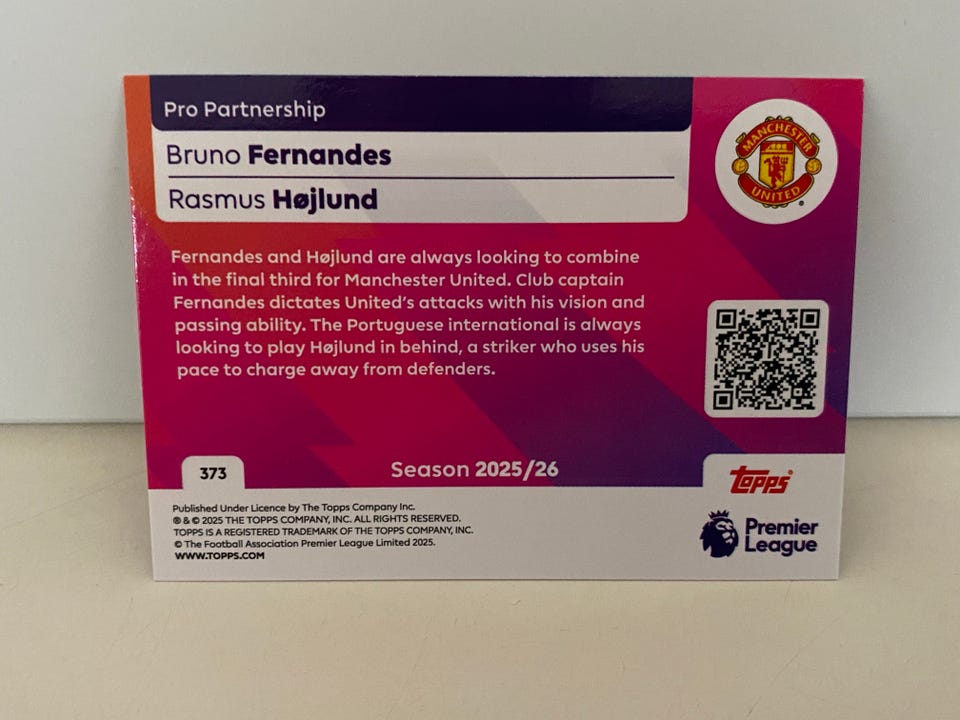 Pro Partnership
Bruno Fernandes
Rasmus Højlund
MANCHESTER
UNITED
Fernandes and Højlund are always looking to combine
in the final third for Manchester United. Club captain
Fernandes dictates United's attacks with his vision and
passing ability. The Portuguese international is always
looking to play Højlund in behind, a striker who uses his
pace to charge away from defenders.
373
Season 2025/26
topps®
Published Under Licence by The Topps Company Inc.
® & © 2025 THE TOPPS COMPANY, INC. ALL RIGHTS RESERVED.
TOPPS IS A REGISTERED TRADEMARK OF THE TOPPS COMPANY, INC.
© The Football Association Premier League Limited 2025.
WWW.TOPPS.COM
Premier
League